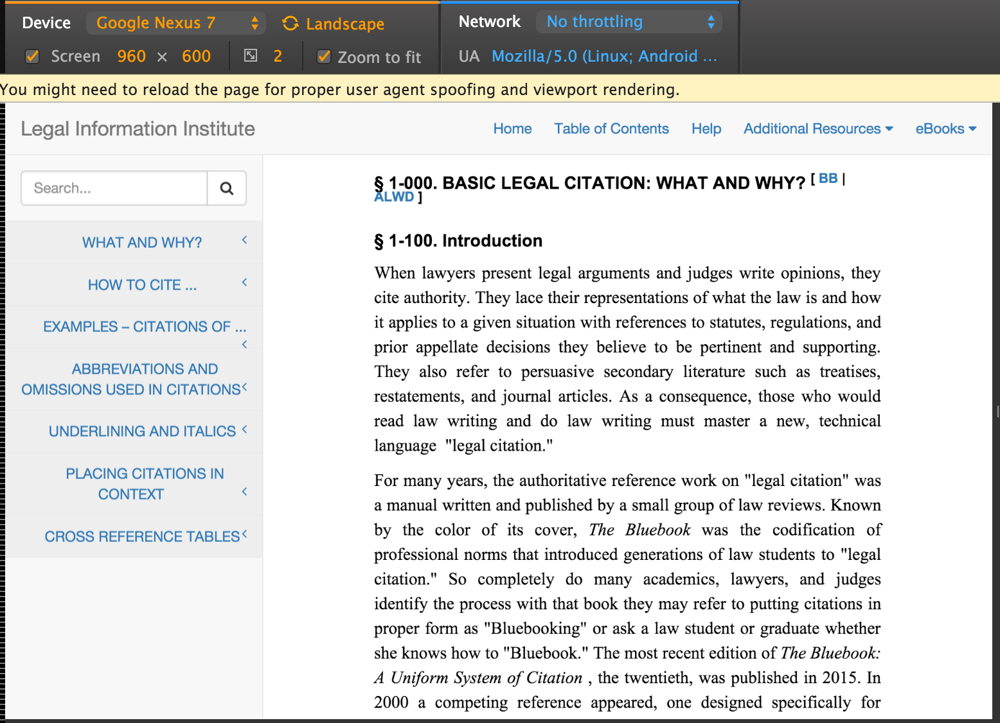 Device Google Nexus 7 Landscape
Network No throttling
Screen 960 × 600 2 Zoom to fit
UA Mozilla/5.0 (Linux; Android ...
You might need to reload the page for proper user agent spoofing and viewport rendering.
Legal Information Institute
Home Table of Contents Help Additional Resources eBooks
Search...
WHAT AND WHY?
HOW TO CITE ...
EXAMPLES – CITATIONS OF ...
ABBREVIATIONS AND
OMISSIONS USED IN CITATIONS
UNDERLINING AND ITALICS
PLACING CITATIONS IN
CONTEXT
CROSS REFERENCE TABLES
§ 1-000. BASIC LEGAL CITATION: WHAT AND WHY? [ BB |
ALWD ]
§ 1-100. Introduction
When lawyers present legal arguments and judges write opinions, they
cite authority. They lace their representations of what the law is and how
it applies to a given situation with references to statutes, regulations, and
prior appellate decisions they believe to be pertinent and supporting.
They also refer to persuasive secondary literature such as treatises,
restatements, and journal articles. As a consequence, those who would
read law writing and do law writing must master a new, technical
language "legal citation."
For many years, the authoritative reference work on "legal citation" was
a manual written and published by a small group of law reviews. Known
by the color of its cover, The Bluebook was the codification of
professional norms that introduced generations of law students to "legal
citation." So completely do many academics, lawyers, and judges
identify the process with that book they may refer to putting citations in
proper form as "Bluebooking" or ask a law student or graduate whether
she knows how to "Bluebook." The most recent edition of The Bluebook:
A Uniform System of Citation , the twentieth, was published in 2015. In
2000 a competing reference appeared, one designed specifically for